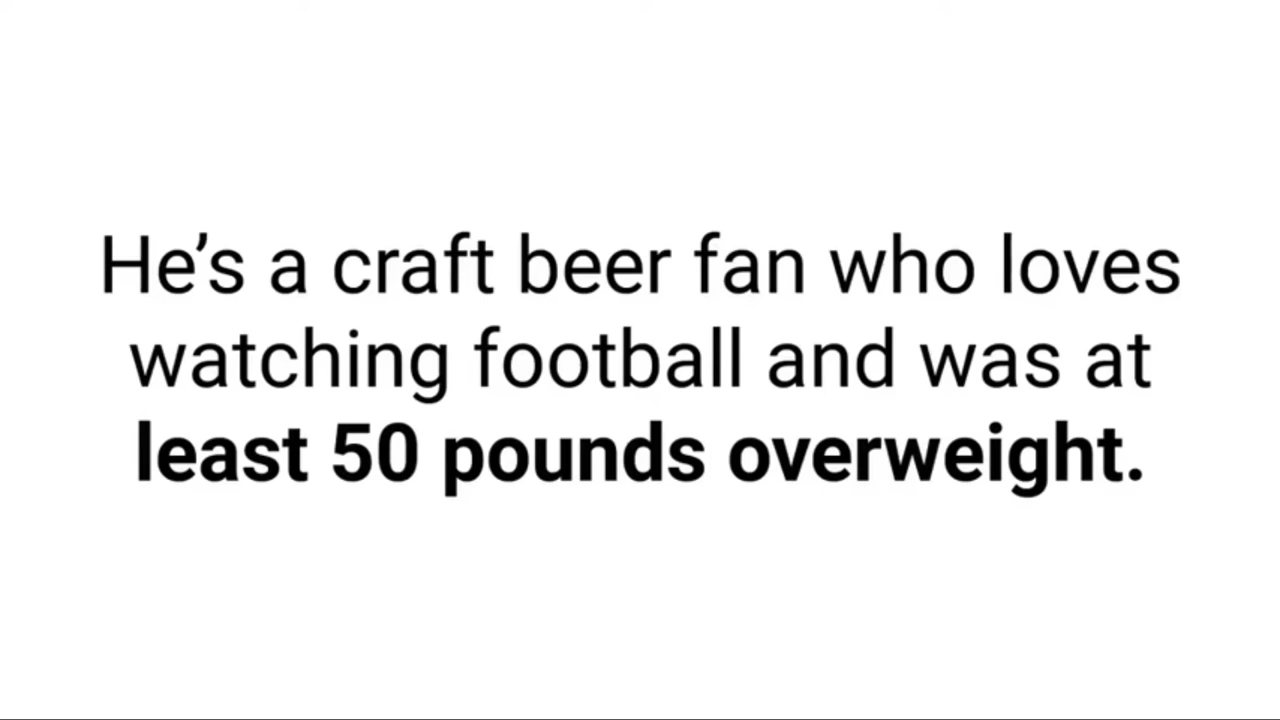 He’s a craft beer fan who loves
watching football and was at
least 50 pounds overweight.